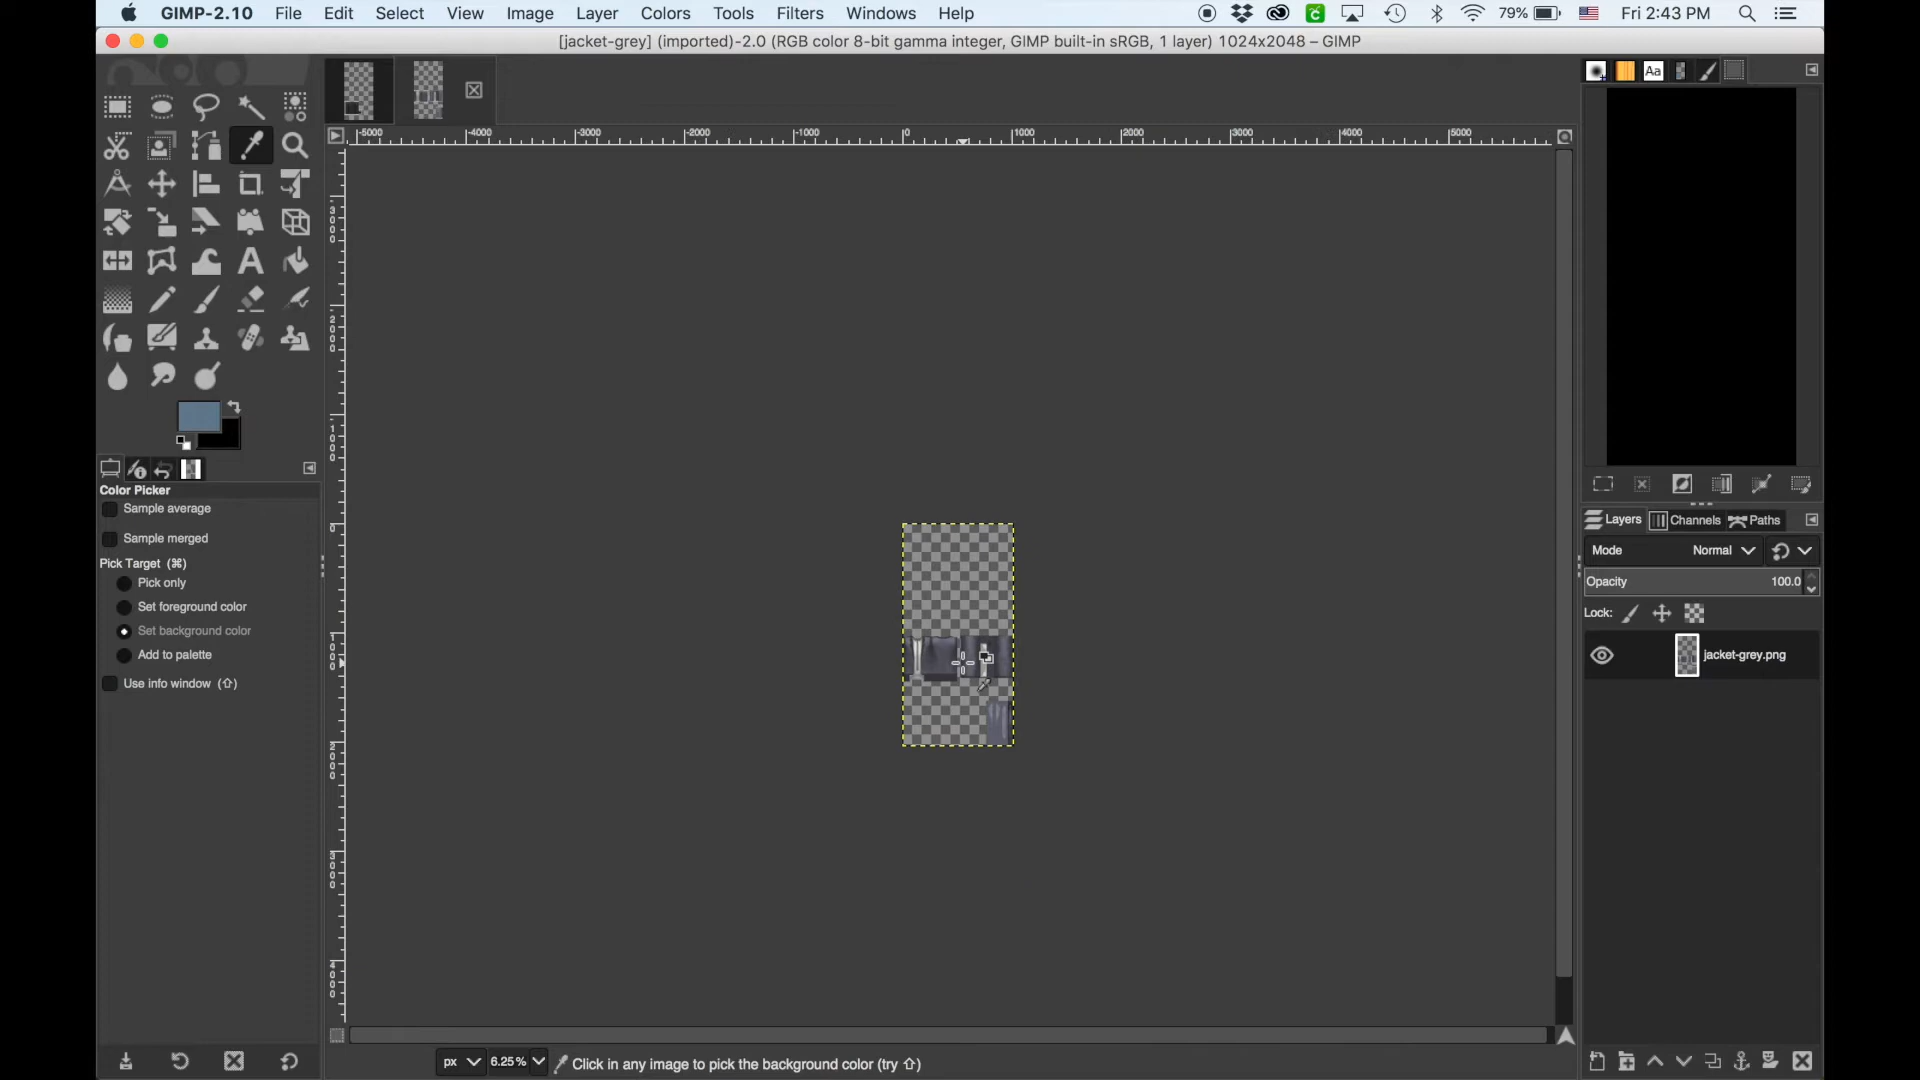 GIMP-2.10 File Edit Select View Image Layer Colors Tools Filters Windows Help 79% Fri 2:43 PM
[jacket-grey] (imported)-2.0 (RGB color 8-bit gamma integer, GIMP built-in sRGB, 1 layer) 1024x2048 – GIMP
Aa
-5000 -4000 -3000 -2000 -1000 0 1000 2000 3000 4000 5000
Color Picker
Sample average
Sample merged
Pick Target (⌘)
Pick only
Set foreground color
Set background color
Add to palette
Use info window (⇧)
Layers Channels Paths
Mode Normal
Opacity 100.0
Lock:
jacket-grey.png
px 6.25% Click in any image to pick the background color (try ⇧)